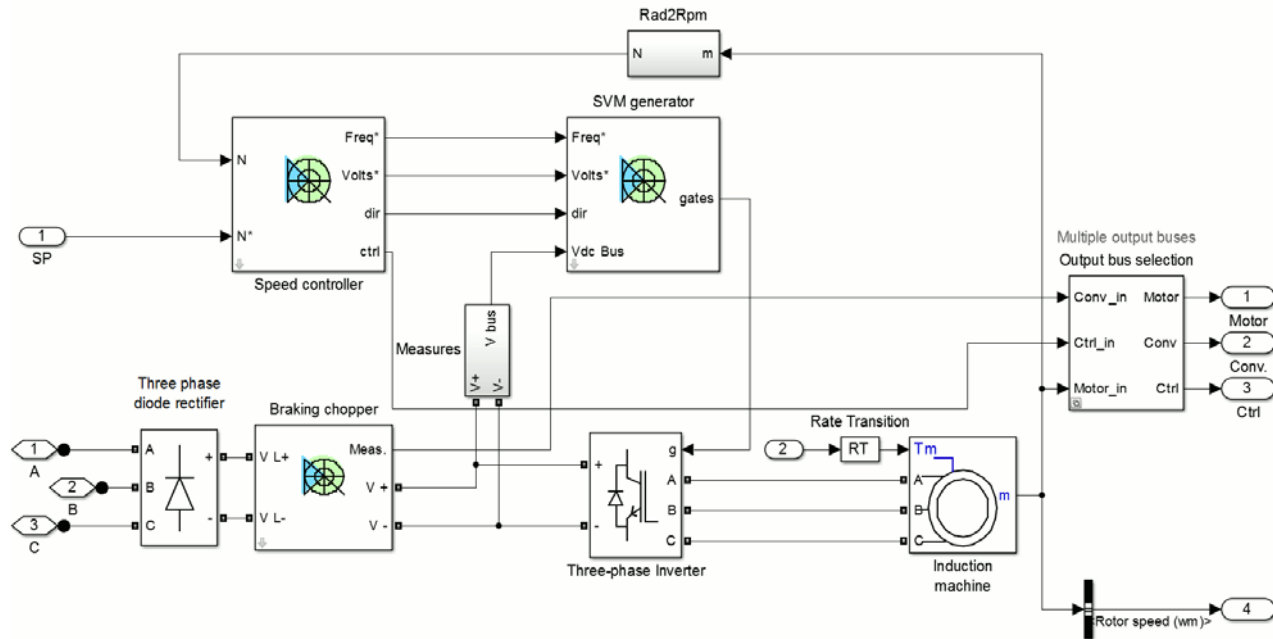 Rad2Rpm
N
m
SVM generator
Freq*
Freq*
N
Volts*
Volts*
gates
dir
dir
1
SP
N*
ctrl
Vdc Bus
Speed controller
Multiple output buses
Output bus selection
Conv_in
Motor
1
Motor
Ctrl_in
Conv
2
Conv.
Motor_in
Ctrl
3
Ctrl
V bus
Measures
V+
V-
Three phase
diode rectifier
Braking chopper
Rate Transition
1
A
A
+
V L+
Meas.
+
g
2
RT
Tm
2
B
B
V +
A
A
m
3
C
C
-
V L-
V -
-
B
B
C
C
Three-phase Inverter
Induction
machine
<Rotor speed (wm)>
4